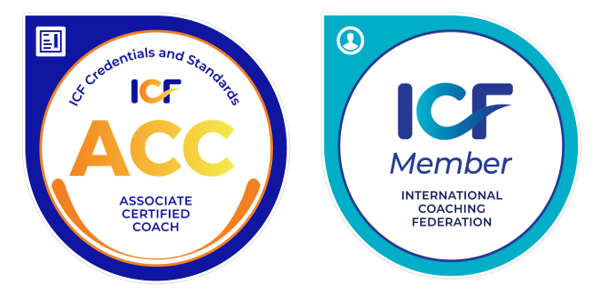 ICF Credentials and Standards
ICF
ACC
ASSOCIATE
CERTIFIED
COACH
ICF
Member
INTERNATIONAL
COACHING
FEDERATION